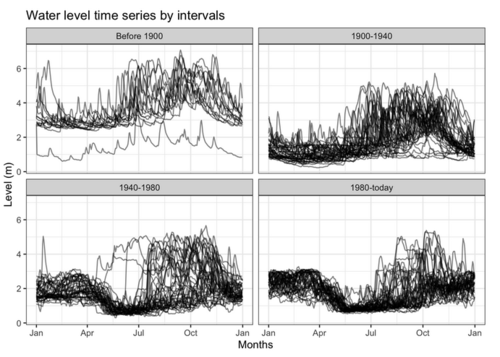 Water level time series by intervals
Before 1900
1900-1940
6
4
2
0
1940-1980
1980-today
6
4
2
0
Level (m)
Jan Apr Jul Oct Jan
Jan Apr Jul Oct Jan
Months